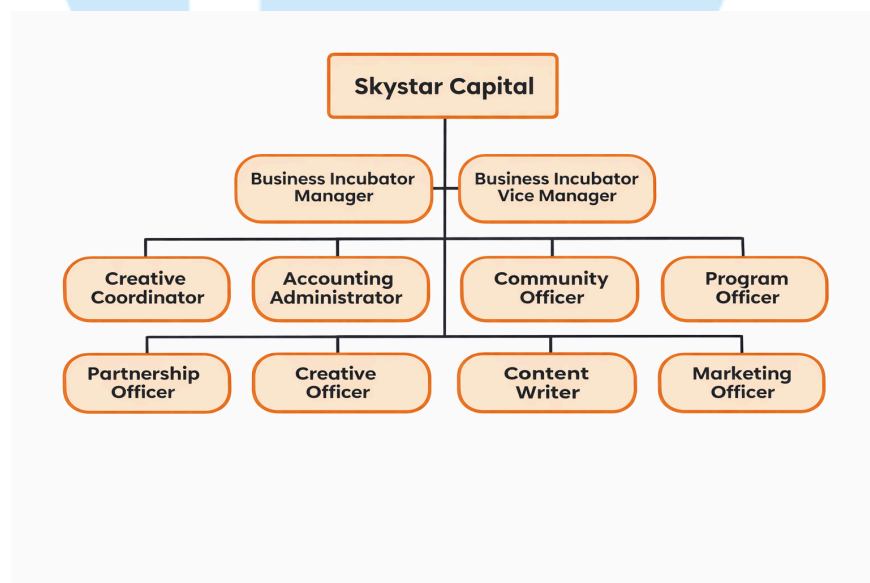 Skystar Capital
Business Incubator
Manager
Business Incubator
Vice Manager
Creative
Coordinator
Accounting
Administrator
Community
Officer
Program
Officer
Partnership
Officer
Creative
Officer
Content
Writer
Marketing
Officer